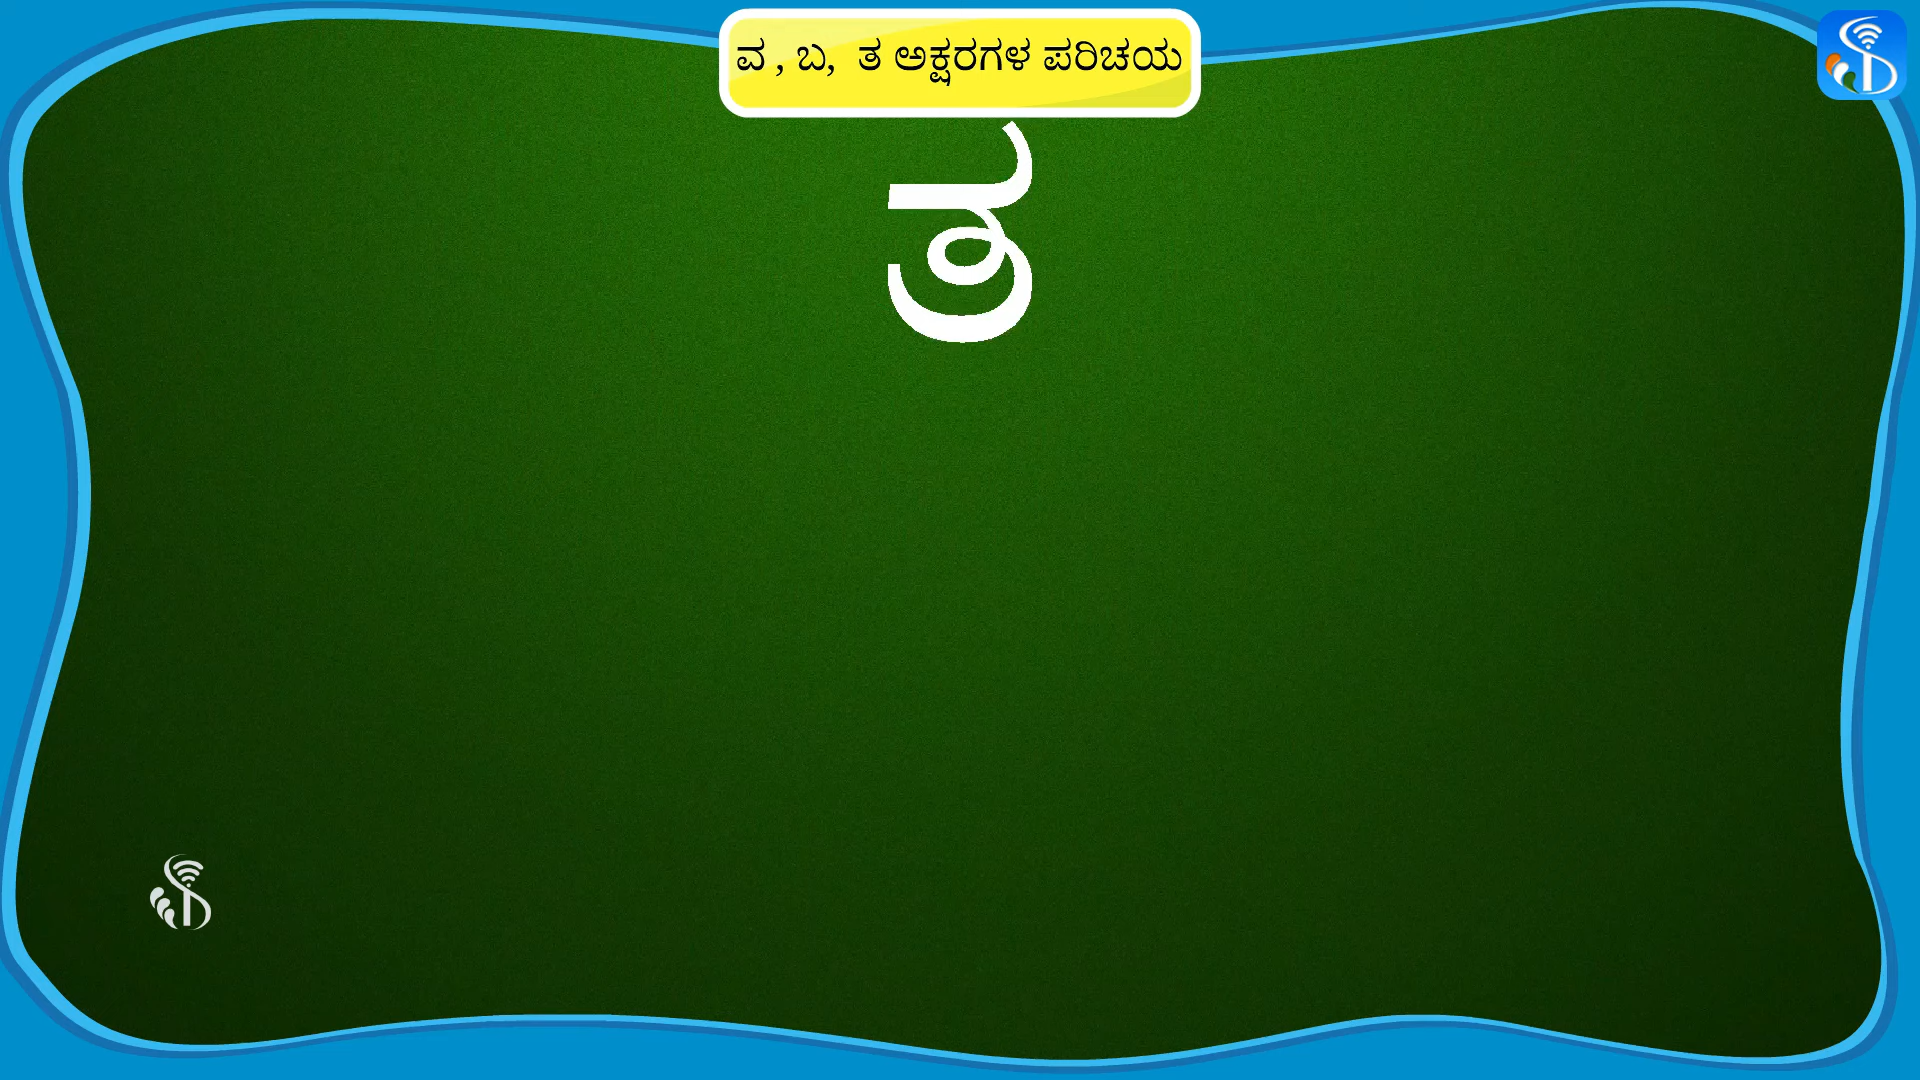 ವ , ಬ, ತ ಅಕ್ಷರಗಳ ಪರಿಚಯ
ತ